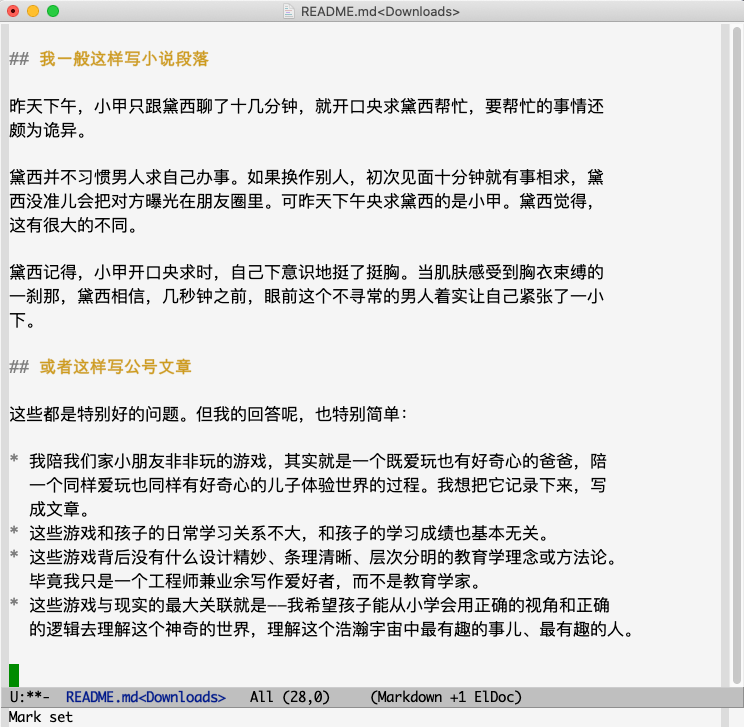 README.md<Downloads>
## 我一般这样写小说段落
昨天下午，小甲只跟黛西聊了十几分钟，就开口央求黛西帮忙，要帮忙的事情还
颇为诡异。
黛西并不习惯男人求自己办事。如果换作别人，初次见面十分钟就有事相求，黛
西没准儿会把对方曝光在朋友圈里。可昨天下午央求黛西的是小甲。黛西觉得，
这有很大的不同。
黛西记得，小甲开口央求时，自己下意识地挺了挺胸。当肌肤感受到胸衣束缚的
一刹那，黛西相信，几秒钟之前，眼前这个不寻常的男人着实让自己紧张了一小
下。
## 或者这样写公号文章
这些都是特别好的问题。但我的回答呢，也特别简单：
* 我陪我们家小朋友非非玩的游戏，其实就是一个既爱玩也有好奇心的爸爸，陪
一个同样爱玩也同样有好奇心的儿子体验世界的过程。我想把它记录下来，写
成文章。
* 这些游戏和孩子的日常学习关系不大，和孩子的学习成绩也基本无关。
* 这些游戏背后没有什么设计精妙、条理清晰、层次分明的教育学理念或方法论。
毕竟我只是一个工程师兼业余写作爱好者，而不是教育学家。
* 这些游戏与现实的最大关联就是——我希望孩子能从小学会用正确的视角和正确
的逻辑去理解这个神奇的世界，理解这个浩瀚宇宙中最有趣的事儿、最有趣的人。
U:**- README.md<Downloads> All (28,0) (Markdown +1 ElDoc)
Mark set